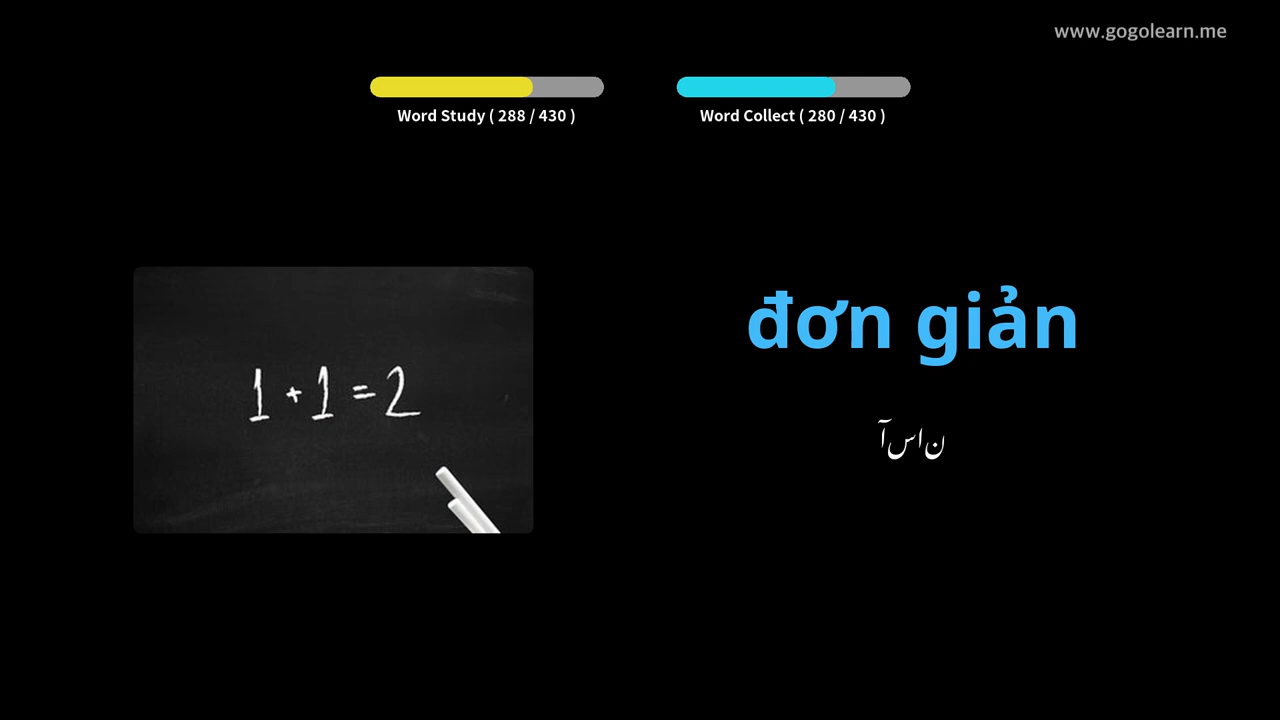 www.gogolearn.me
Word Study ( 288 / 430 )
Word Collect ( 280 / 430 )
1 + 1 = 2
đơn giản
آسان